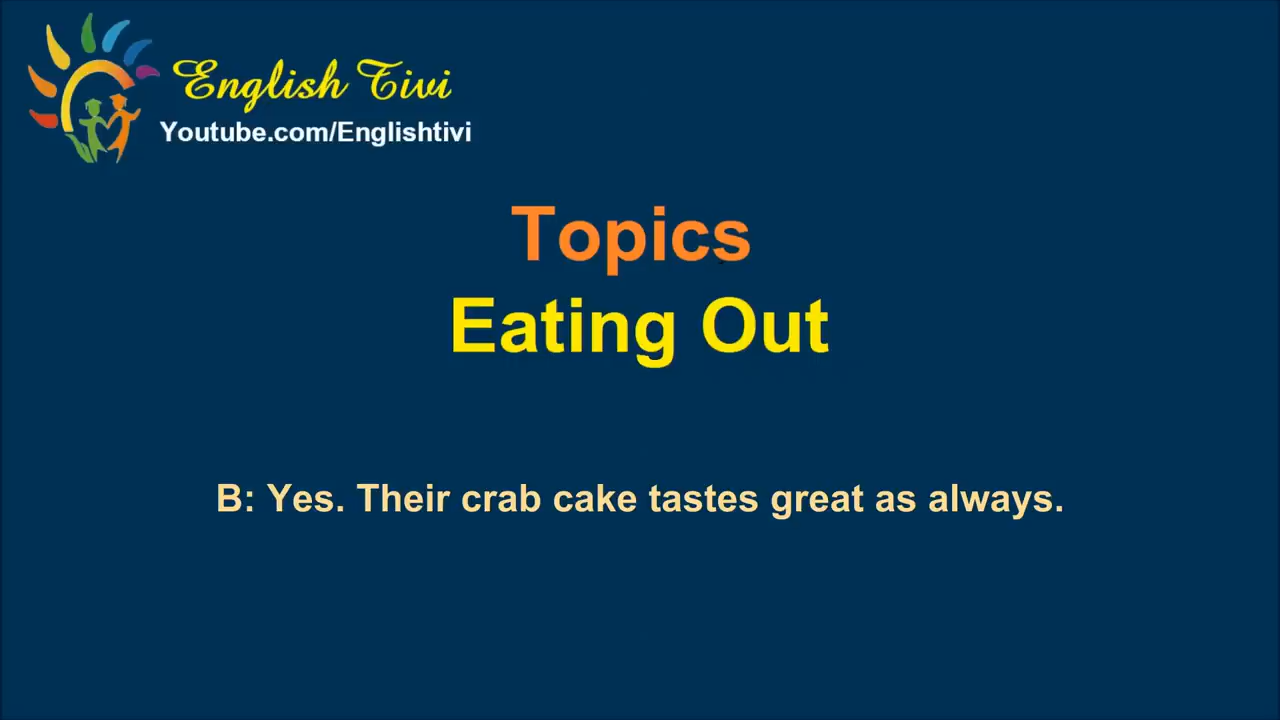 English Tivi
Youtube.com/Englishtivi
Topics
Eating Out
B: Yes. Their crab cake tastes great as always.